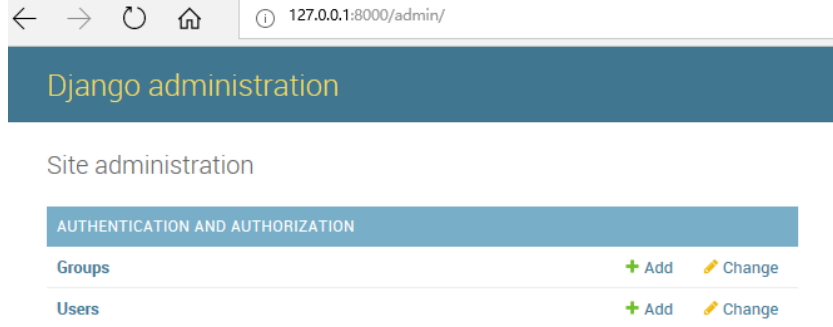 127.0.0.1:8000/admin/
Django administration
Site administration
AUTHENTICATION AND AUTHORIZATION
Groups Add Change
Users Add Change